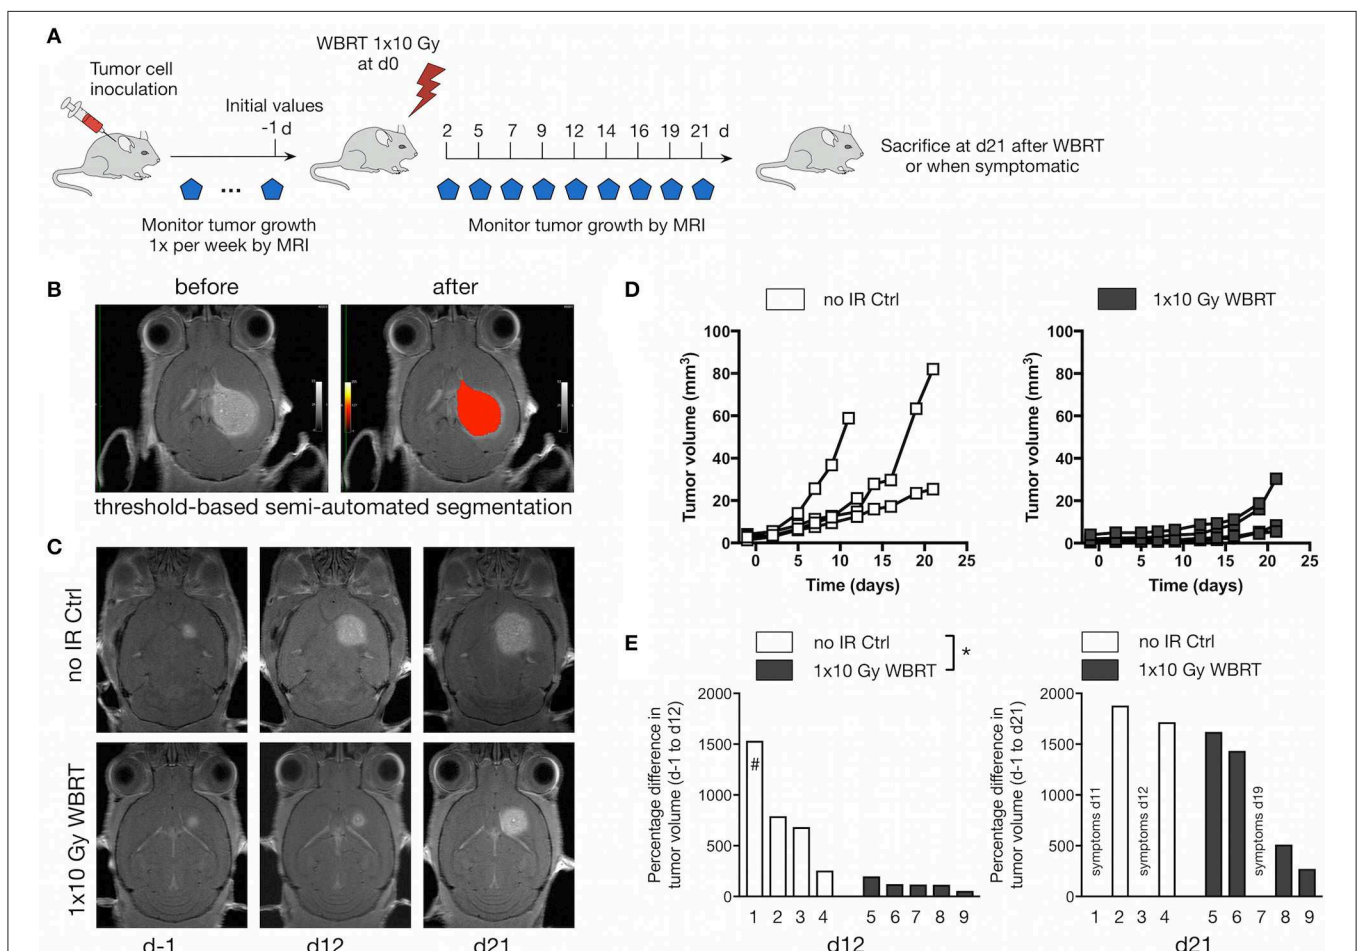 A
Tumor cell
inoculation
Initial values
-1 d
WBRT 1x10 Gy
at d0
2 5 7 9 12 14 16 19 21 d
Sacrifice at d21 after WBRT
or when symptomatic
...
Monitor tumor growth
1x per week by MRI
Monitor tumor growth by MRI
B
before
after
threshold-based semi-automated segmentation
C
no IR Ctrl
1x10 Gy WBRT
d-1
d12
d21
D
no IR Ctrl
Tumor volume (mm³)
100
80
60
40
20
0
0 5 10 15 20 25
Time (days)
1x10 Gy WBRT
Tumor volume (mm³)
100
80
60
40
20
0
0 5 10 15 20 25
Time (days)
E
no IR Ctrl
1x10 Gy WBRT
*
Percentage difference in
tumor volume (d-1 to d12)
2000
1500
1000
500
0
#
1 2 3 4 5 6 7 8 9
d12
no IR Ctrl
1x10 Gy WBRT
Percentage difference in
tumor volume (d-1 to d21)
2000
1500
1000
500
0
symptoms d11
symptoms d12
symptoms d19
1 2 3 4 5 6 7 8 9
d21